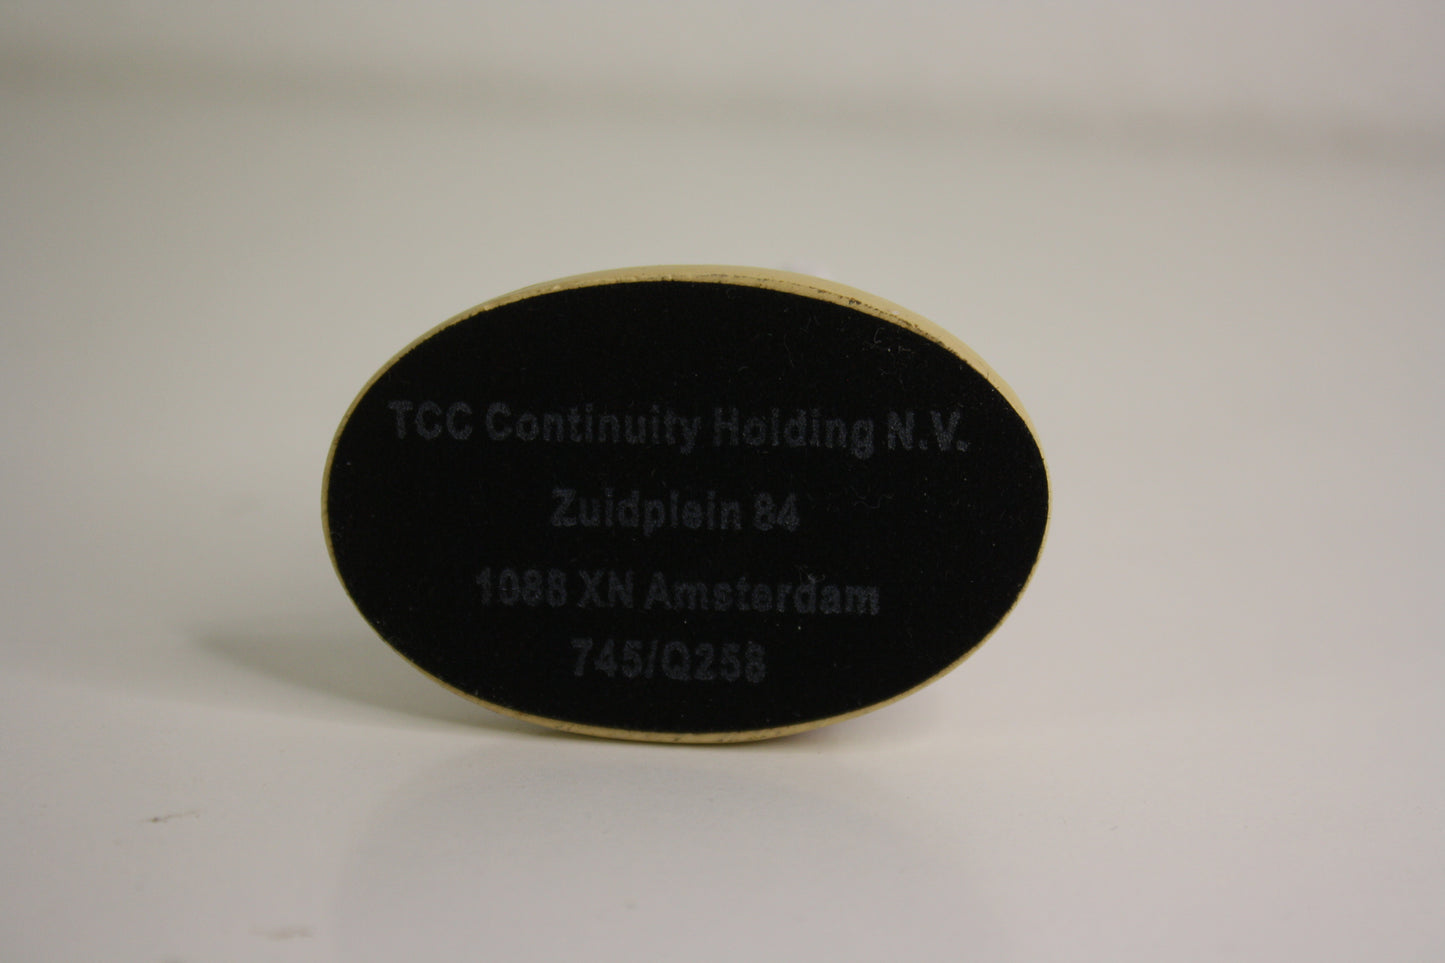 TCC Continuity Holding N.V.
Zuidplein 84
1088 XN Amsterdam
745/Q258